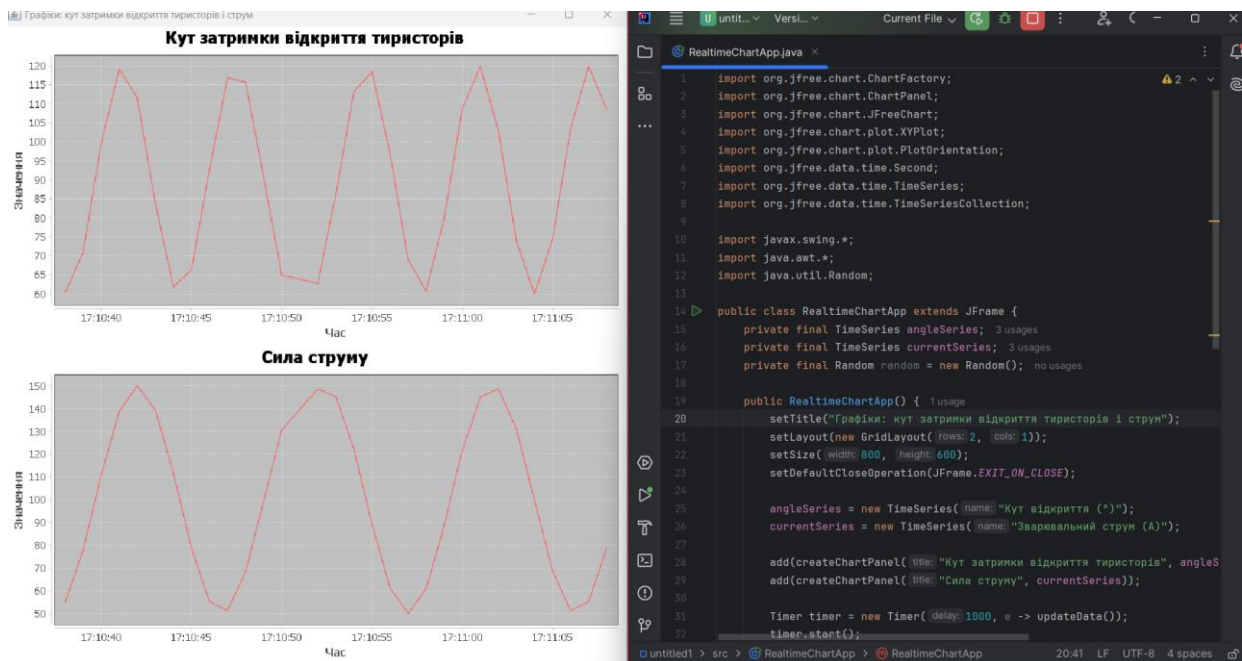 Графіки: кут затримки відкриття тиристорів і струм
Кут затримки відкриття тиристорів
Значення
120
115
110
105
100
95
90
85
80
75
70
65
60
17:10:40 17:10:45 17:10:50 17:10:55 17:11:00 17:11:05
Час
Сила струму
Значення
150
140
130
120
110
100
90
80
70
60
50
17:10:40 17:10:45 17:10:50 17:10:55 17:11:00 17:11:05
Час
U untit... Versi... Current File
RealtimeChartApp.java
2
1 import org.jfree.chart.ChartFactory;
2 import org.jfree.chart.ChartPanel;
3 import org.jfree.chart.JFreeChart;
4 import org.jfree.chart.plot.XYPlot;
5 import org.jfree.chart.plot.PlotOrientation;
6 import org.jfree.data.time.Second;
7 import org.jfree.data.time.TimeSeries;
8 import org.jfree.data.time.TimeSeriesCollection;
9
10 import javax.swing.*;
11 import java.awt.*;
12 import java.util.Random;
13
14 public class RealtimeChartApp extends JFrame {
15 private final TimeSeries angleSeries; 3 usages
16 private final TimeSeries currentSeries; 3 usages
17 private final Random random = new Random(); no usages
18
19 public RealtimeChartApp() { 1 usage
20 setTitle("Графіки: кут затримки відкриття тиристорів і струм");
21 setLayout(new GridLayout( rows: 2, cols: 1));
22 setSize( width: 800, height: 600);
23 setDefaultCloseOperation(JFrame.EXIT_ON_CLOSE);
24
25 angleSeries = new TimeSeries( name: "Кут відкриття (°)");
26 currentSeries = new TimeSeries( name: "Зварювальний струм (А)");
27
28 add(createChartPanel( title: "Кут затримки відкриття тиристорів", angleS
29 add(createChartPanel( title: "Сила струму", currentSeries));
30
31 Timer timer = new Timer( delay: 1000, e -> updateData());
32 timer.start();
untitled1 > src > RealtimeChartApp > RealtimeChartApp 20:41 LF UTF-8 4 spaces